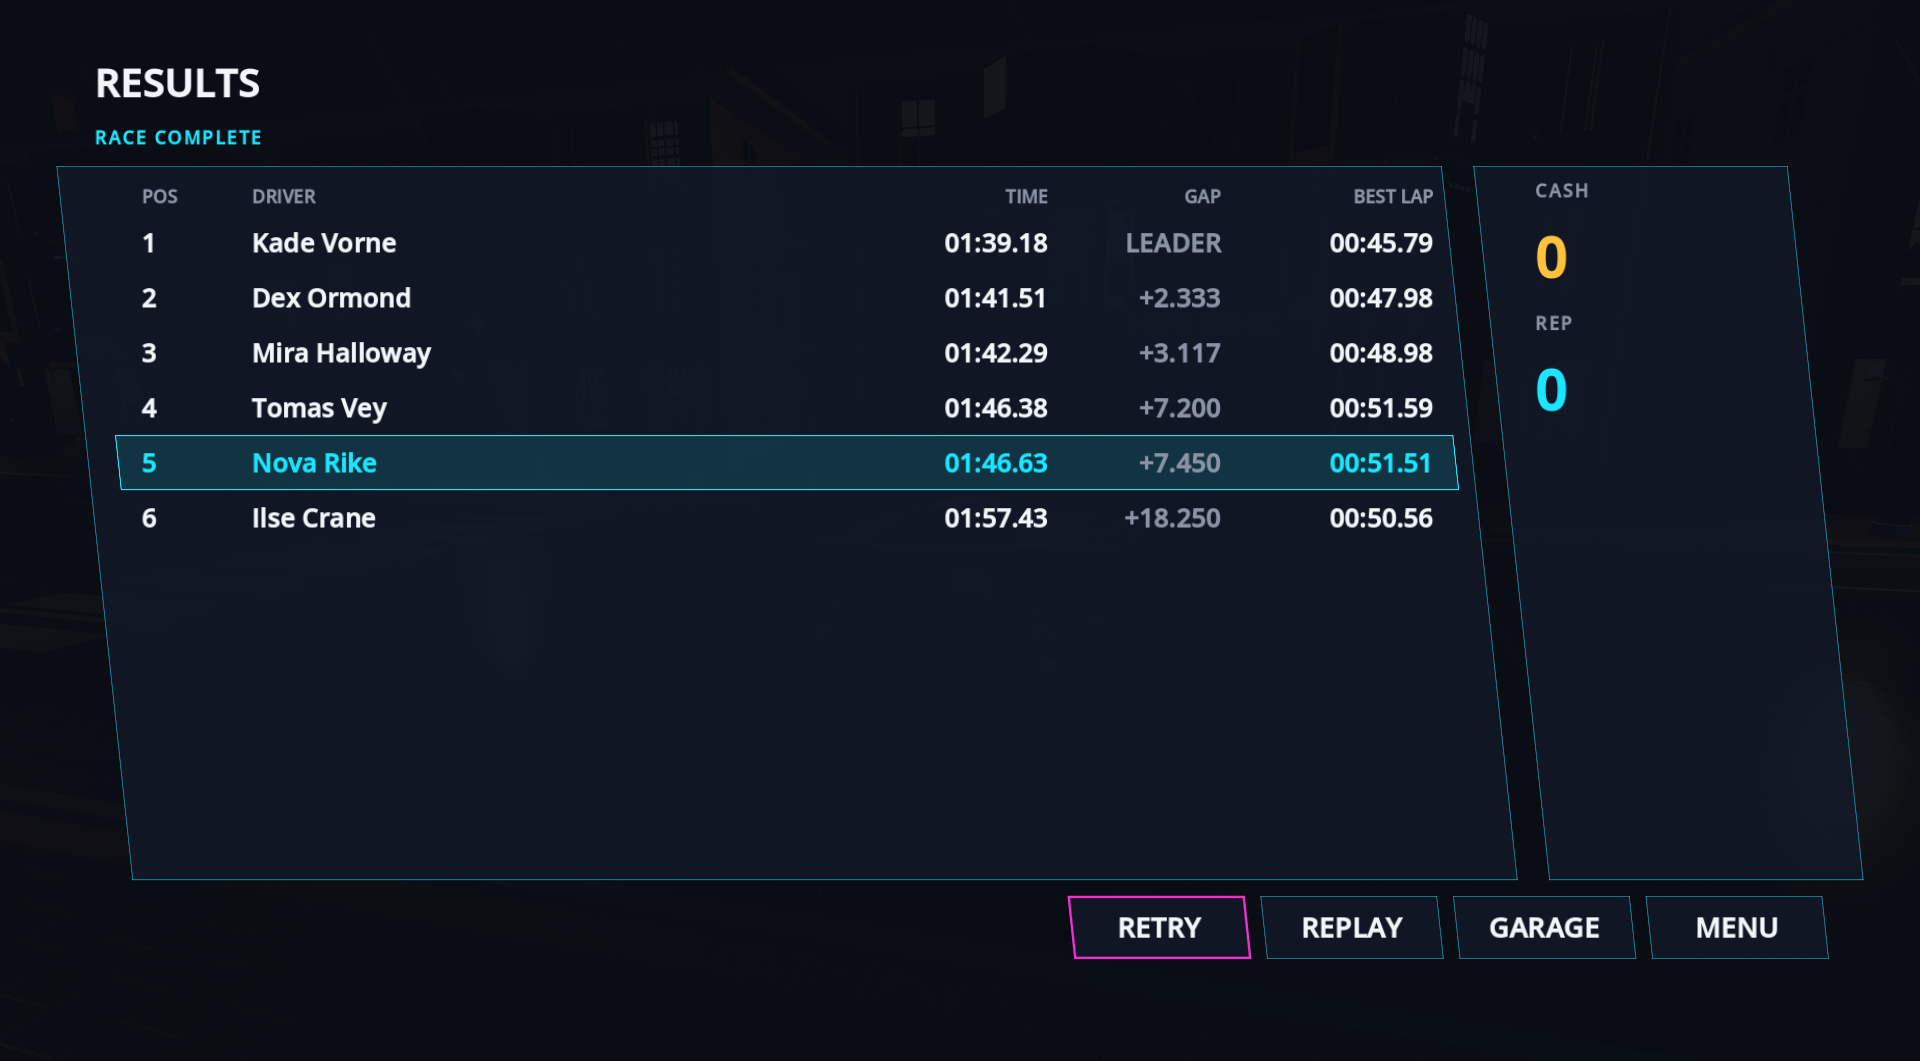 RESULTS
RACE COMPLETE
POS DRIVER TIME GAP BEST LAP
1 Kade Vorne 01:39.18 LEADER 00:45.79
2 Dex Ormond 01:41.51 +2.333 00:47.98
3 Mira Halloway 01:42.29 +3.117 00:48.98
4 Tomas Vey 01:46.38 +7.200 00:51.59
5 Nova Rike 01:46.63 +7.450 00:51.51
6 Ilse Crane 01:57.43 +18.250 00:50.56
CASH
0
REP
0
RETRY REPLAY GARAGE MENU